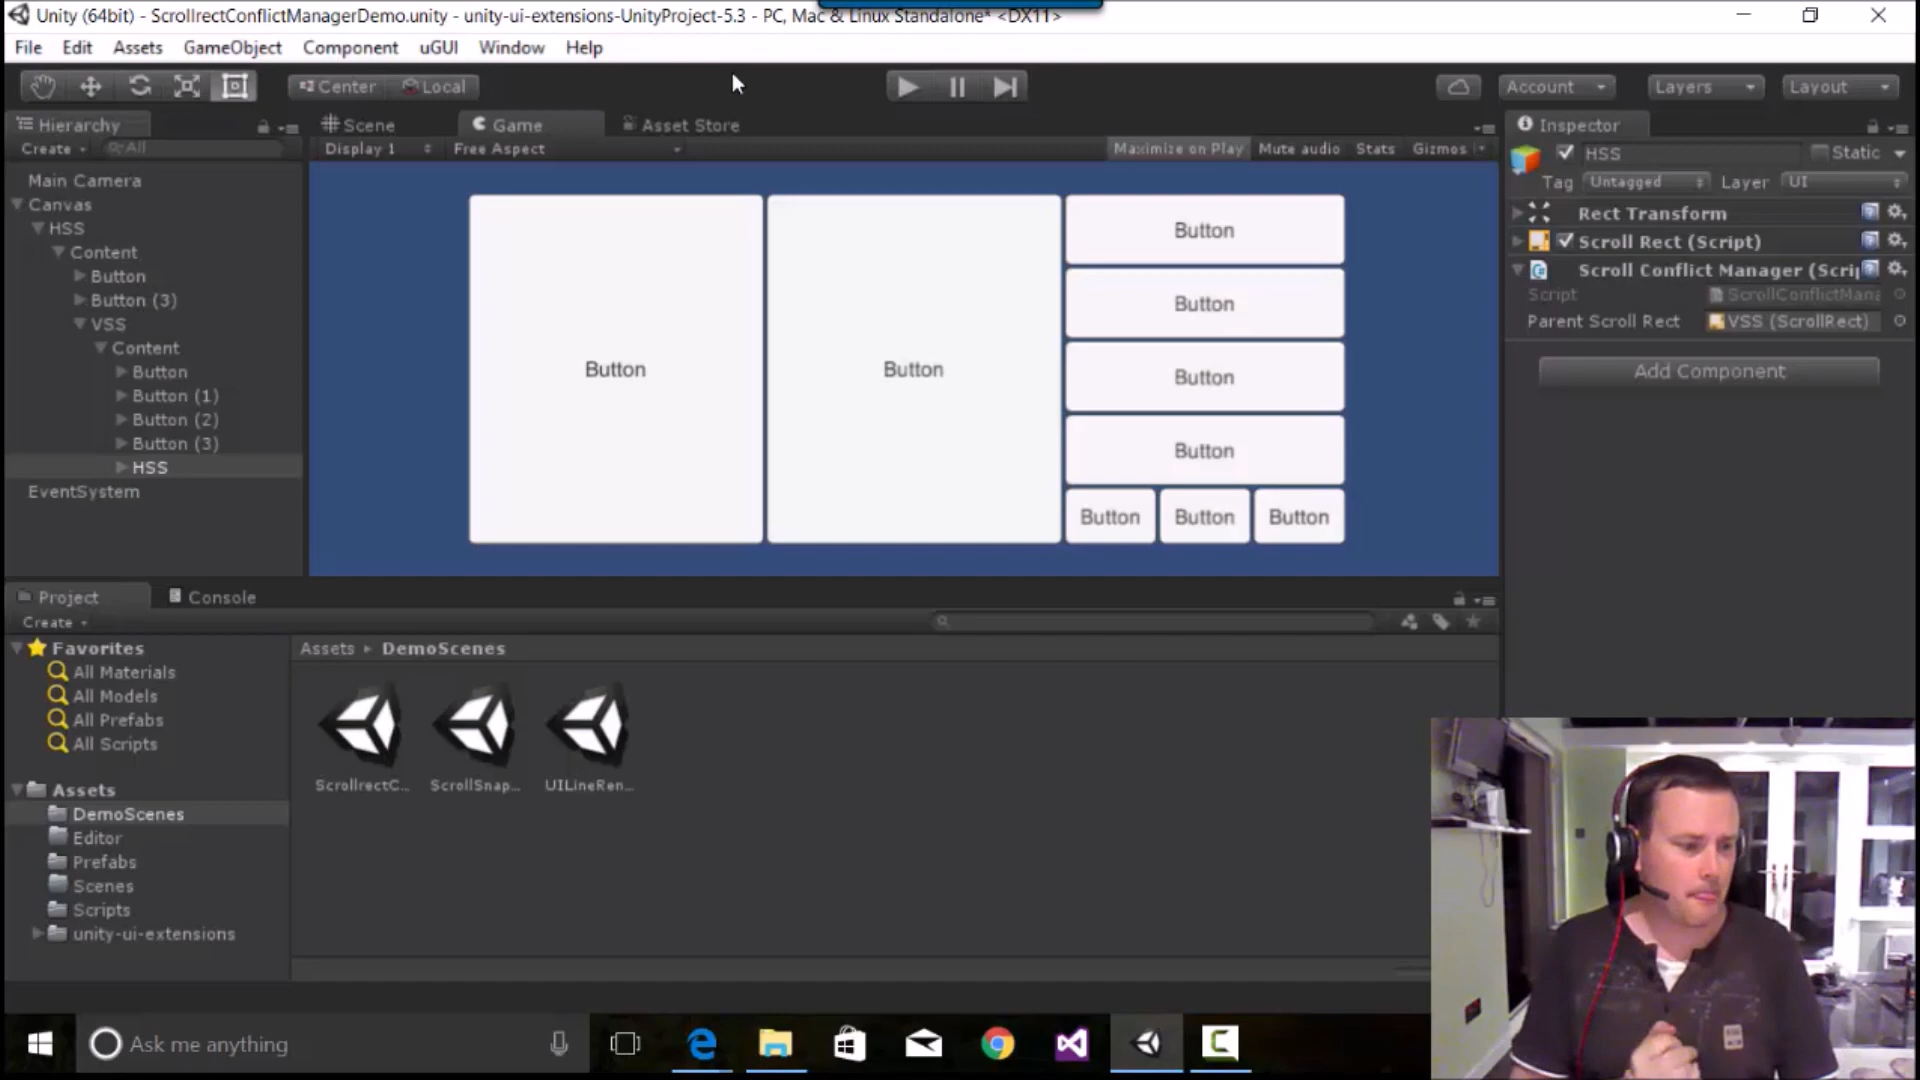 Unity (64bit) - ScrollrectConflictManagerDemo.unity - unity-ui-extensions-UnityProject-5.3 - PC, Mac & Linux Standalone* <DX11>
File Edit Assets GameObject Component uGUI Window Help
Center Local Account Layers Layout
Hierarchy
Create All
Main Camera
Canvas
HSS
Content
Button
Button (3)
VSS
Content
Button
Button (1)
Button (2)
Button (3)
HSS
EventSystem
Scene Game Asset Store
Display 1 Free Aspect Maximize on Play Mute audio Stats Gizmos
Button
Button
Button
Button
Button
Button
Button Button Button
Inspector
HSS Static
Tag Untagged Layer UI
Rect Transform
Scroll Rect (Script)
Scroll Conflict Manager (Scri
Script ScrollConflictMana
Parent Scroll Rect VSS (ScrollRect)
Add Component
Project Console
Create
Favorites
All Materials
All Models
All Prefabs
All Scripts
Assets
DemoScenes
Editor
Prefabs
Scenes
Scripts
unity-ui-extensions
Assets DemoScenes
ScrollrectC... ScrollSnap... UILineRen...
Ask me anything